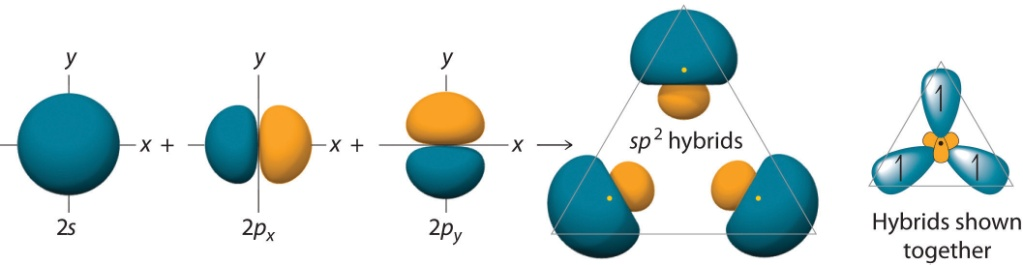 y
y
y
x +
x +
x
2s
2pₓ
2pᵧ
sp² hybrids
1
1
1
Hybrids shown
together